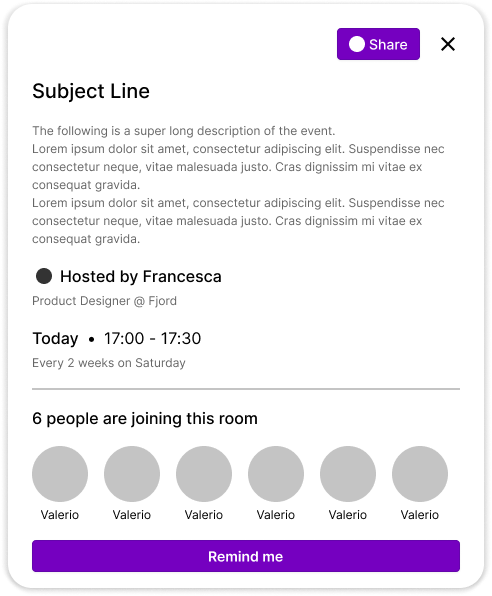 Share
Subject Line
The following is a super long description of the event.
Lorem ipsum dolor sit amet, consectetur adipiscing elit. Suspendisse nec
consectetur neque, vitae malesuada justo. Cras dignissim mi vitae ex
consequat gravida.
Lorem ipsum dolor sit amet, consectetur adipiscing elit. Suspendisse nec
consectetur neque, vitae malesuada justo. Cras dignissim mi vitae ex
consequat gravida.
Hosted by Francesca
Product Designer @ Fjord
Today • 17:00 - 17:30
Every 2 weeks on Saturday
6 people are joining this room
Valerio Valerio Valerio Valerio Valerio Valerio
Remind me